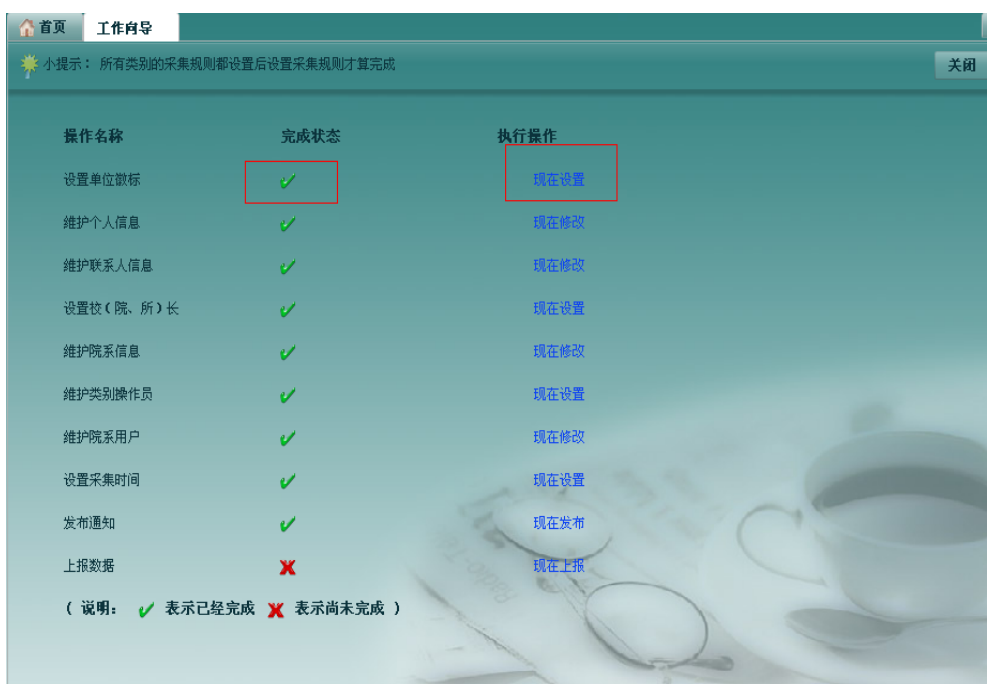 首页 工作向导
小提示： 所有类别的采集规则都设置后设置采集规则才算完成 关闭
操作名称 完成状态 执行操作
设置单位徽标 现在设置
维护个人信息 现在修改
维护联系人信息 现在修改
设置校（院、所）长 现在设置
维护院系信息 现在修改
维护类别操作员 现在设置
维护院系用户 现在修改
设置采集时间 现在设置
发布通知 现在发布
上报数据 现在上报
（ 说明： 表示已经完成 表示尚未完成 ）